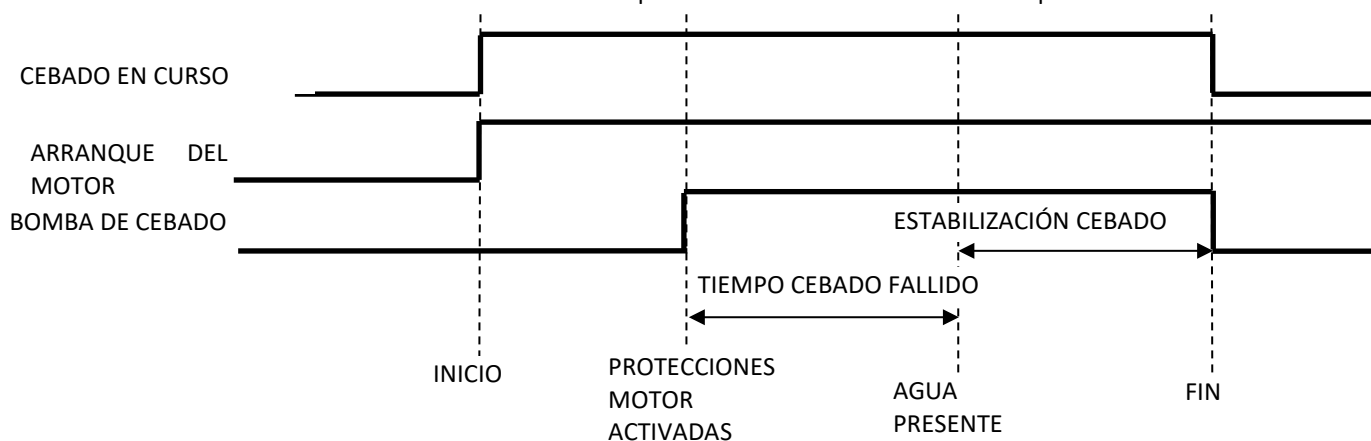 CEBADO EN CURSO
ARRANQUE DEL
MOTOR
BOMBA DE CEBADO
ESTABILIZACIÓN CEBADO
TIEMPO CEBADO FALLIDO
INICIO
PROTECCIONES
MOTOR
ACTIVADAS
AGUA
PRESENTE
FIN